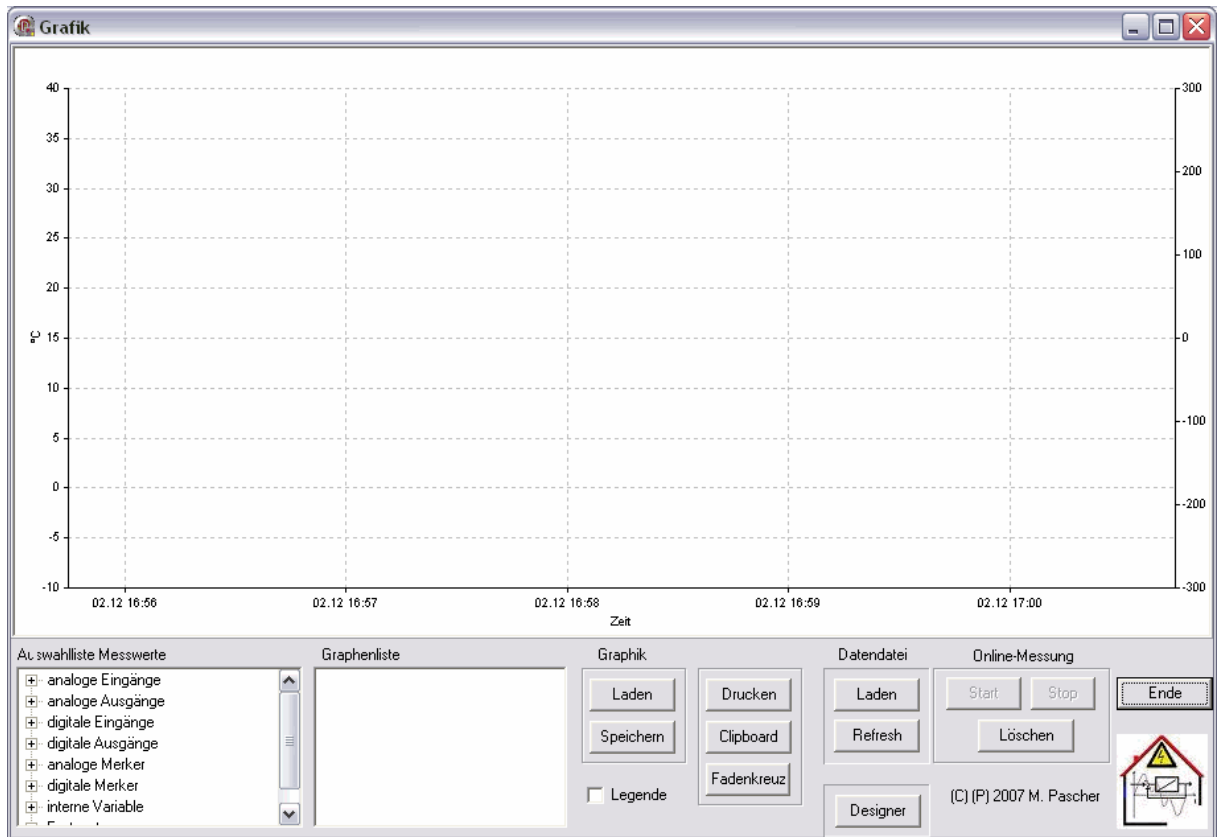 Grafik
40
35
30
25
20
15
10
5
0
-5
-10
°C
300
200
100
0
-100
-200
-300
02.12 16:56
02.12 16:57
02.12 16:58
02.12 16:59
02.12 17:00
Zeit
Auswahlliste Messwerte
analoge Eingänge
analoge Ausgänge
digitale Eingänge
digitale Ausgänge
analoge Merker
digitale Merker
interne Variable
Graphenliste
Graphik
Laden
Speichern
Legende
Drucken
Clipboard
Fadenkreuz
Datendatei
Laden
Refresh
Designer
Online-Messung
Start Stop
Löschen
(C) (P) 2007 M. Pascher
Ende